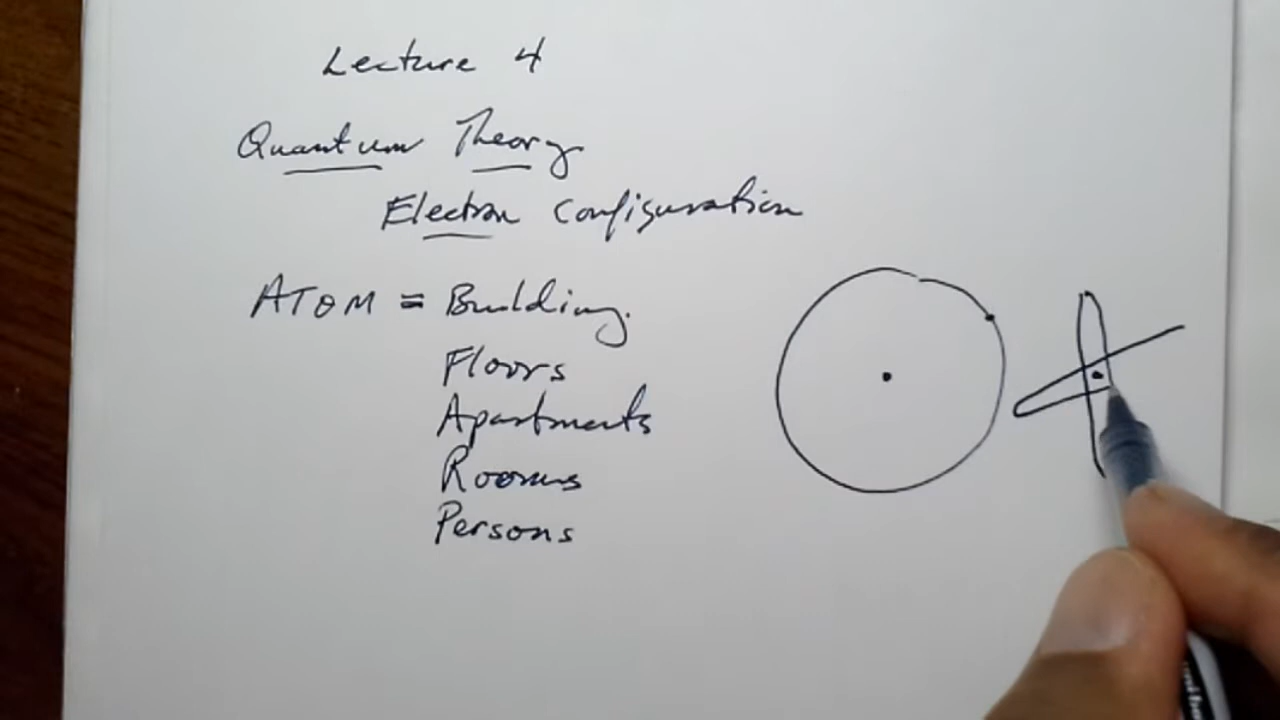 Lecture 4
Quantum Theory
Electron Configuration
ATOM = Building.
Floors
Apartments
Rooms
Persons